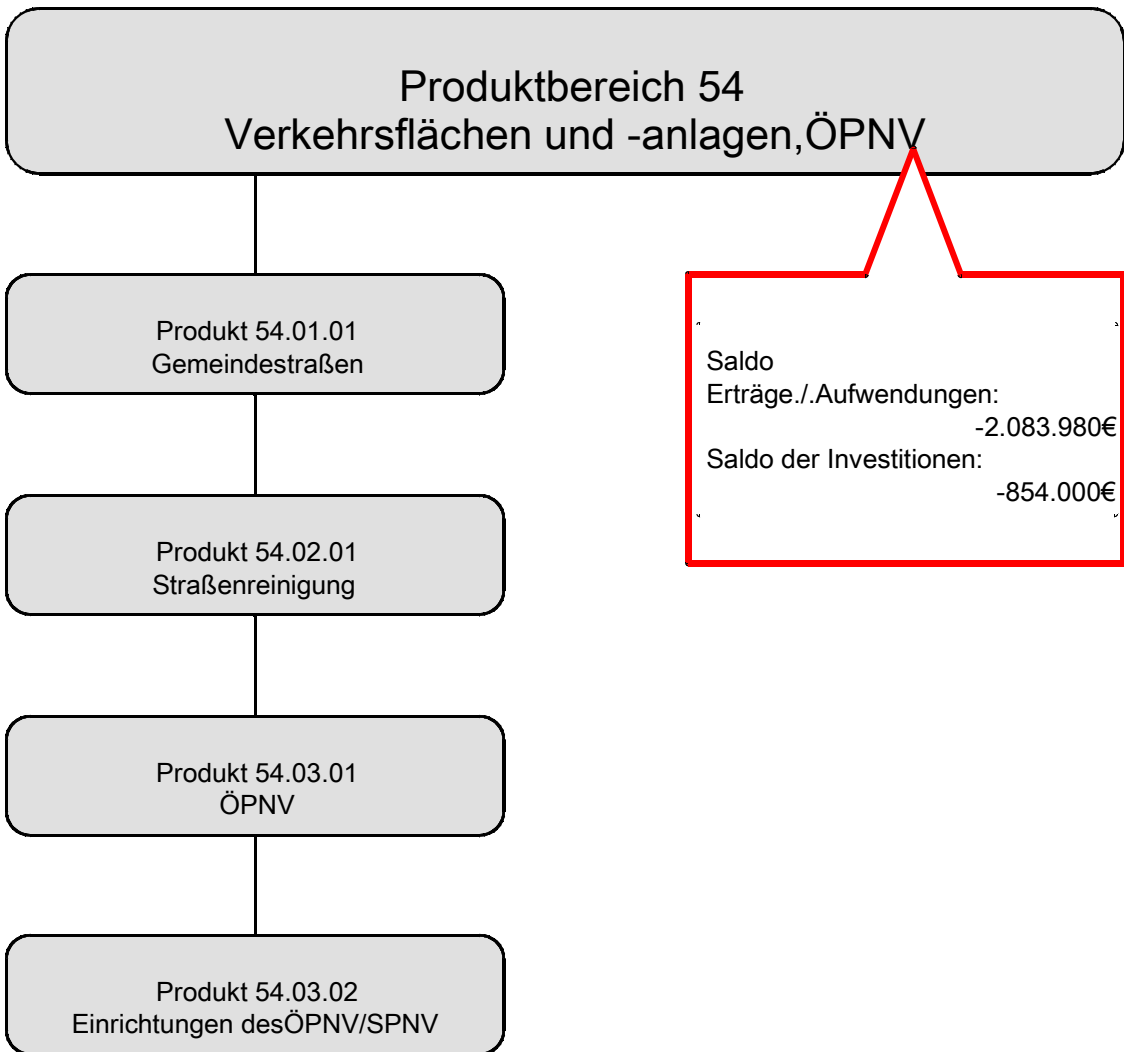 Produktbereich 54
Verkehrsflächen und -anlagen,ÖPNV
Produkt 54.01.01
Gemeindestraßen
Saldo
Erträge./.Aufwendungen:
-2.083.980€
Saldo der Investitionen:
-854.000€
Produkt 54.02.01
Straßenreinigung
Produkt 54.03.01
ÖPNV
Produkt 54.03.02
Einrichtungen desÖPNV/SPNV